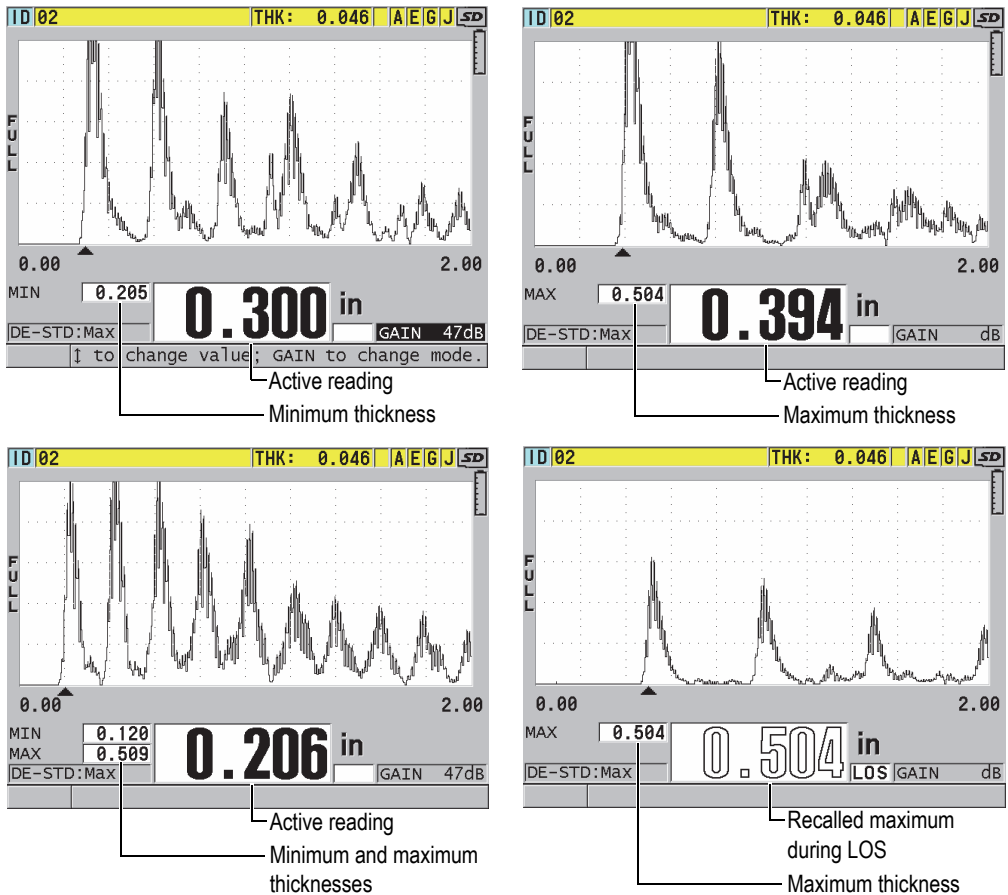 ID 02 THK: 0.046 A E G J SD
FULL
0.00 2.00
MIN 0.205
0.300 in
DE-STD:Max GAIN 47dB
↕ to change value; GAIN to change mode.
Active reading
Minimum thickness
ID 02 THK: 0.046 A E G J SD
FULL
0.00 2.00
MAX 0.504
0.394 in
DE-STD:Max GAIN dB
Active reading
Maximum thickness
ID 02 THK: 0.046 A E G J SD
FULL
0.00 2.00
MIN 0.120
MAX 0.509
0.206 in
DE-STD:Max GAIN 47dB
Active reading
Minimum and maximum
thicknesses
ID 02 THK: 0.046 A E G J SD
FULL
0.00 2.00
MAX 0.504
0.504 in
DE-STD:Max LOS GAIN dB
Recalled maximum
during LOS
Maximum thickness